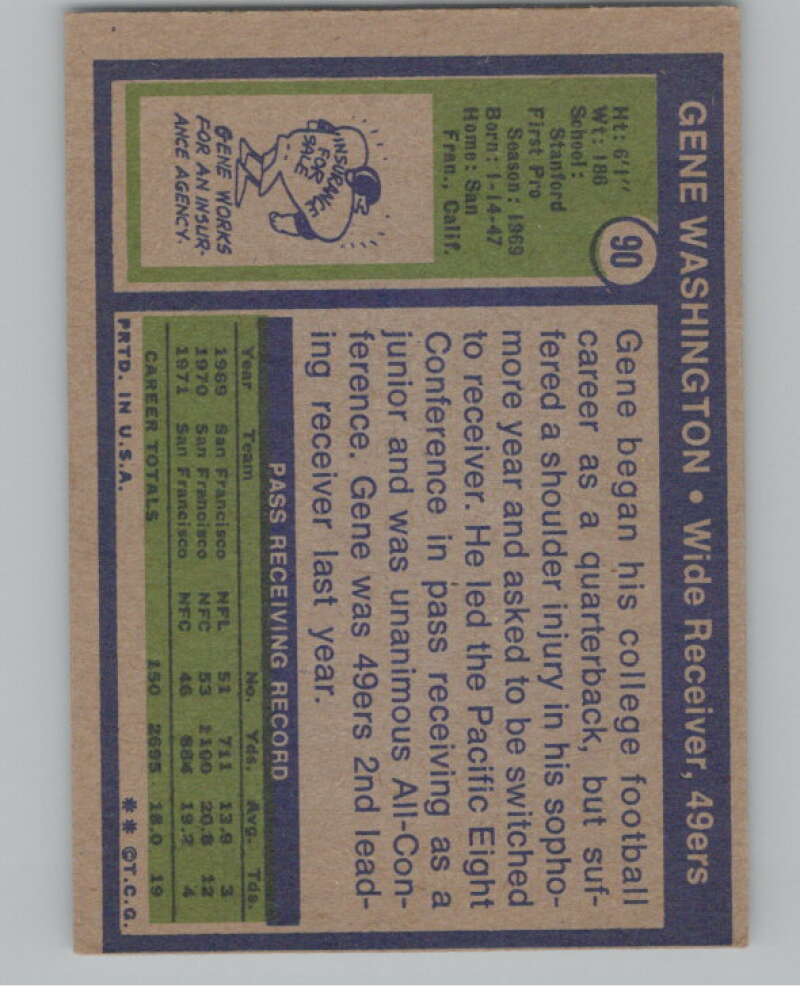 GENE WASHINGTON • Wide Receiver, 49ers
90
Ht: 6'1"
Wt: 186
School:
Stanford
First Pro
Season: 1969
Born: 1-14-47
Home: San
Fran., Calif.
INSURANCE
FOR
SALE
GENE WORKS
FOR AN INSUR-
ANCE AGENCY.
Gene began his college football
career as a quarterback, but suf-
fered a shoulder injury in his sopho-
more year and asked to be switched
to receiver. He led the Pacific Eight
Conference in pass receiving as a
junior and was unanimous All-Con-
ference. Gene was 49ers 2nd lead-
ing receiver last year.
PASS RECEIVING RECORD
Year Team No. Yds. Avg. Tds.
1969 San Francisco NFL 51 711 13.9 3
1970 San Francisco NFC 53 1100 20.8 12
1971 San Francisco NFC 46 884 19.2 4
CAREER TOTALS 150 2695 18.0 19
PRTD. IN U.S.A. ** ©T.C.G.